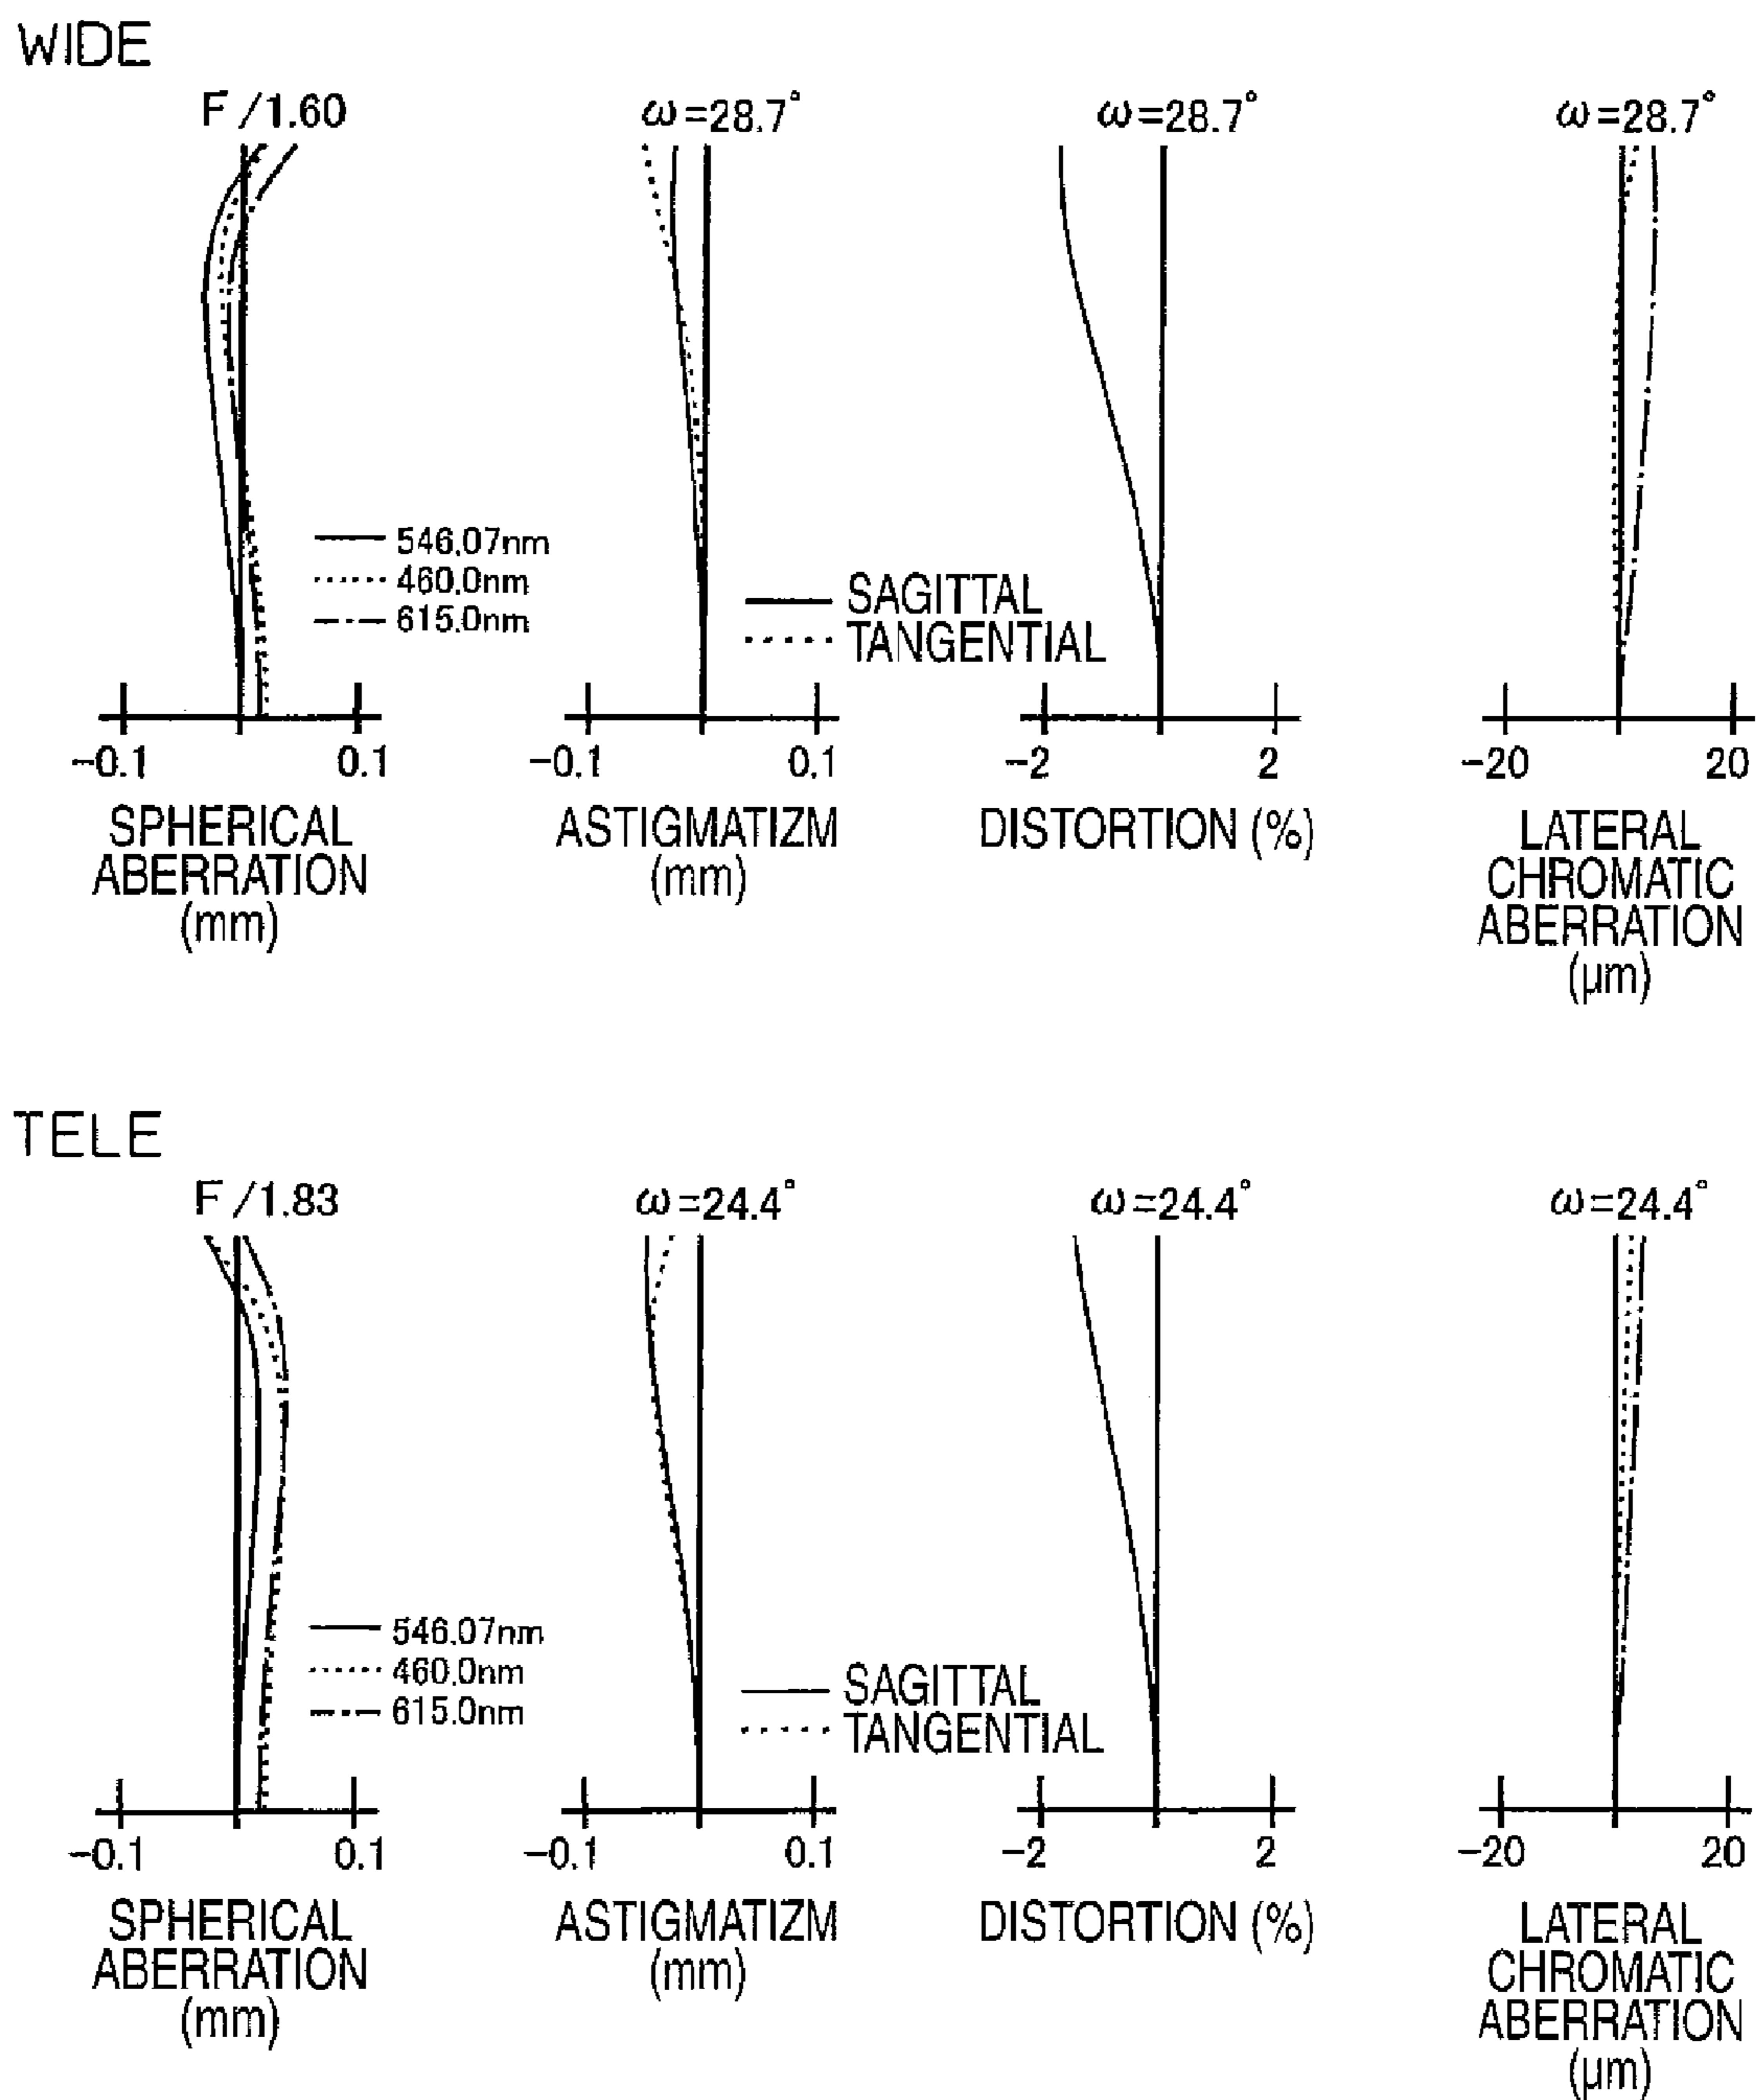 WIDE
F/1.60
ω=28.7°
ω=28.7°
ω=28.7°
546.07nm
460.0nm
615.0nm
SAGITTAL
TANGENTIAL
-0.1 0.1
-0.1 0.1
-2 2
-20 20
SPHERICAL
ABERRATION
(mm)
ASTIGMATIZM
(mm)
DISTORTION (%)
LATERAL
CHROMATIC
ABERRATION
(μm)
TELE
F/1.83
ω=24.4°
ω=24.4°
ω=24.4°
546.07nm
460.0nm
615.0nm
SAGITTAL
TANGENTIAL
-0.1 0.1
-0.1 0.1
-2 2
-20 20
SPHERICAL
ABERRATION
(mm)
ASTIGMATIZM
(mm)
DISTORTION (%)
LATERAL
CHROMATIC
ABERRATION
(μm)